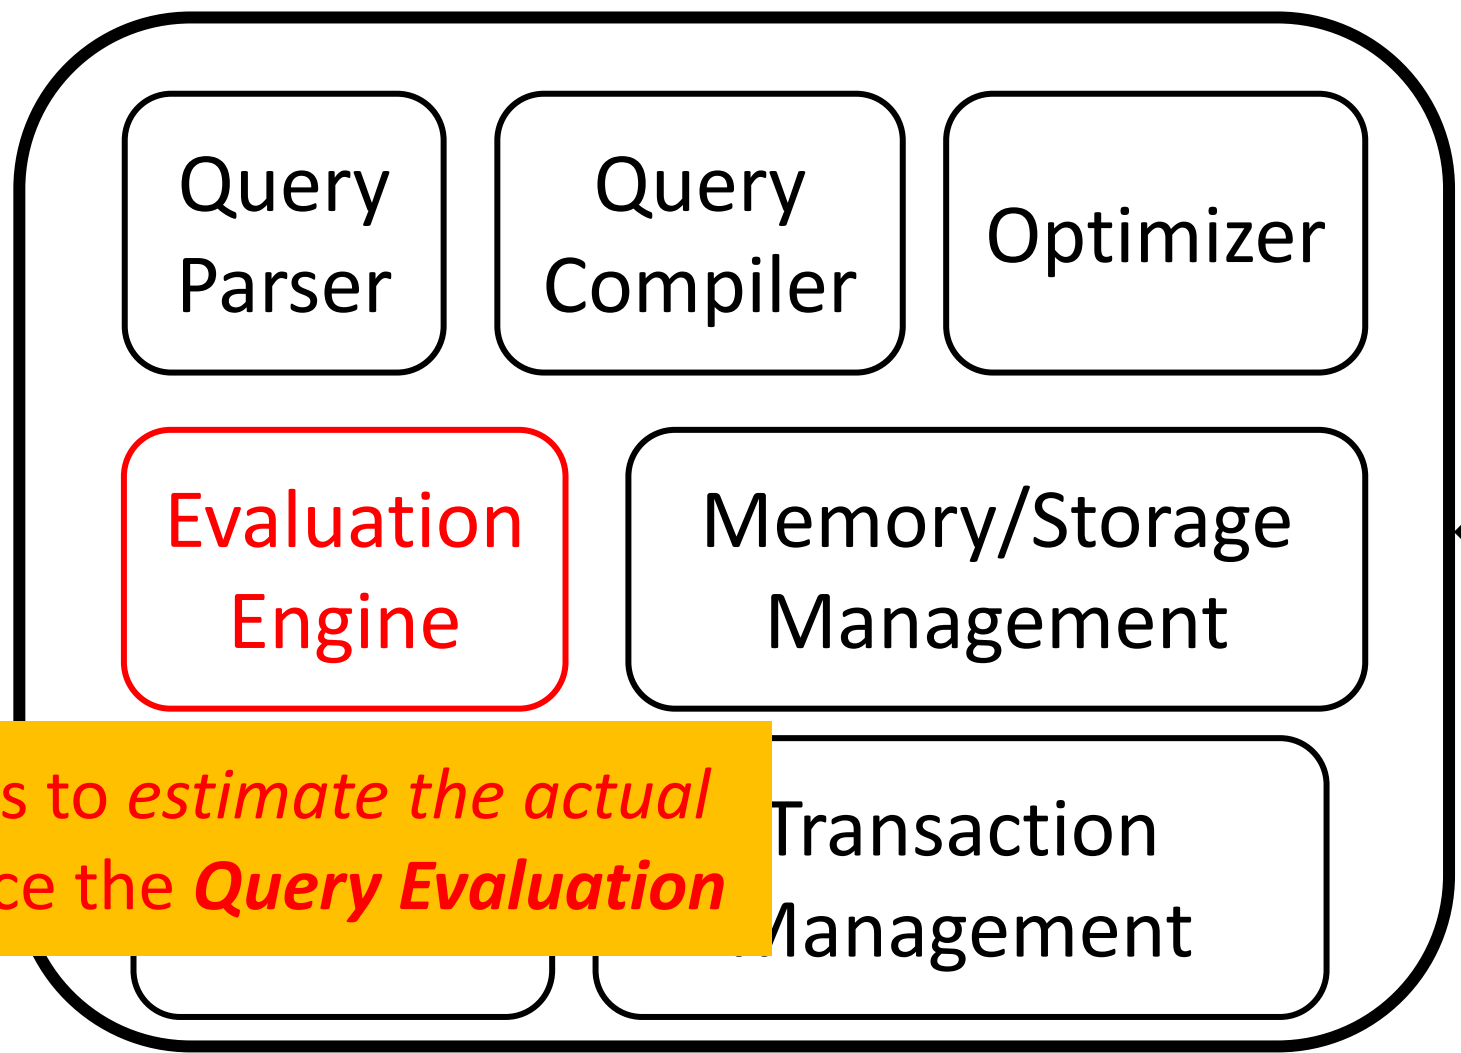 Query
Parser
Query
Compiler
Optimizer
Evaluation
Engine
Memory/Storage
Management
s to estimate the actual
ce the Query Evaluation
Transaction
Management